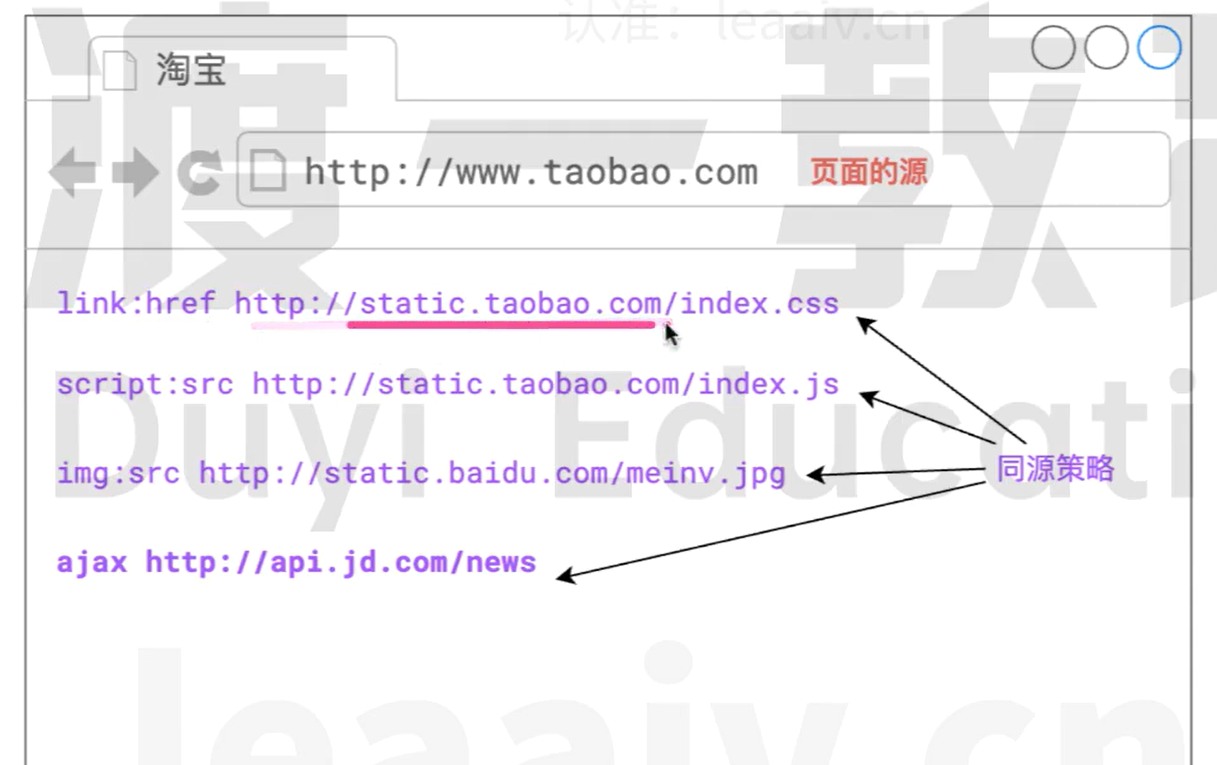 认准：leaaiv.cn
淘宝
http://www.taobao.com 页面的源
link:href http://static.taobao.com/index.css
script:src http://static.taobao.com/index.js
img:src http://static.baidu.com/meinv.jpg
同源策略
ajax http://api.jd.com/news
渡一教育
Duyi Educati
leaaiv.cn